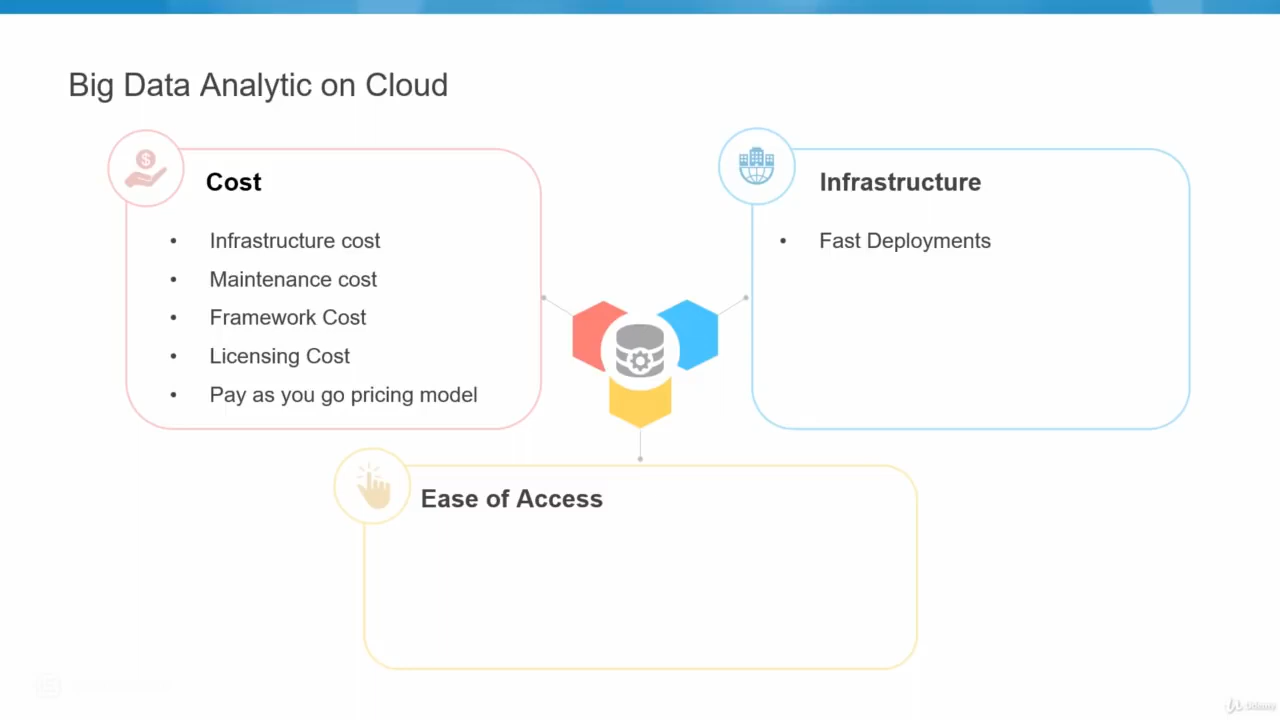 Big Data Analytic on Cloud
Cost
• Infrastructure cost
• Maintenance cost
• Framework Cost
• Licensing Cost
• Pay as you go pricing model
Infrastructure
• Fast Deployments
Ease of Access
Udemy